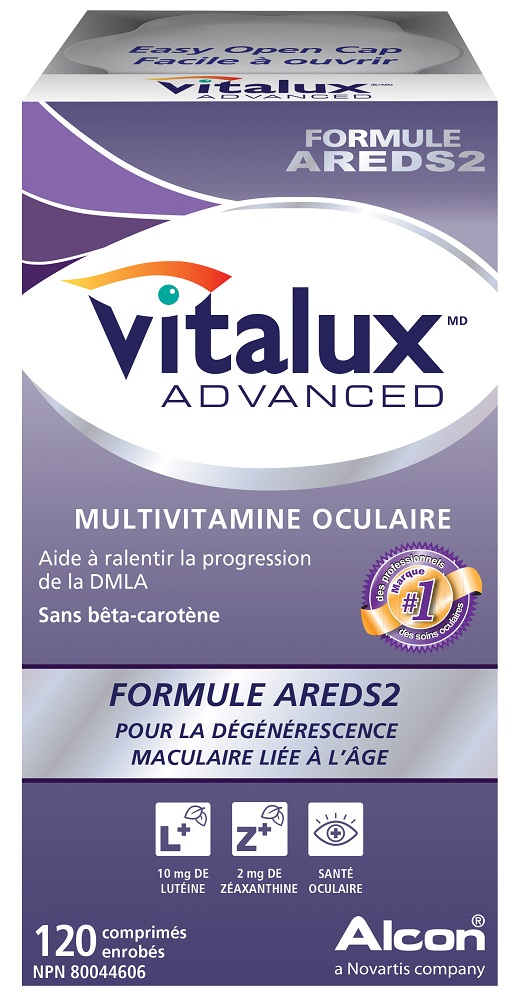 Easy Open Cap
Facile à ouvrir
vitalux
ADVANCED
FORMULE
AREDS2
vitalux MD
ADVANCED
MULTIVITAMINE OCULAIRE
Aide à ralentir la progression
de la DMLA
Sans bêta-carotène
des professionnels
Marque
#1
des soins oculaires
FORMULE AREDS2
POUR LA DÉGÉNÉRESCENCE
MACULAIRE LIÉE À L'ÂGE
L+
Z+
10 mg DE
LUTÉINE
2 mg DE
ZÉAXANTHINE
SANTÉ
OCULAIRE
120 comprimés
enrobés
NPN 80044606
Alcon®
a Novartis company